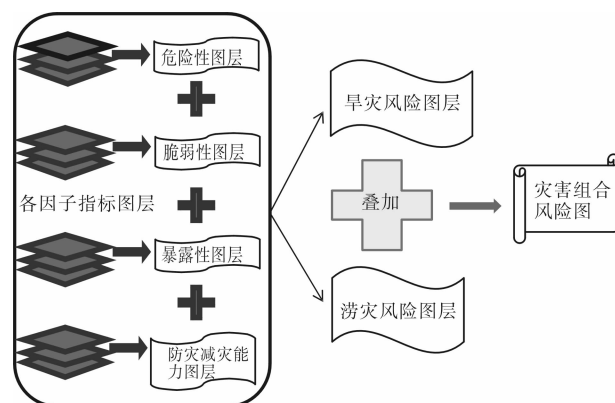 危险性图层
脆弱性图层
各因子指标图层
暴露性图层
防灾减灾能
力图层
旱灾风险图层
叠加
涝灾风险图层
灾害组合
风险图